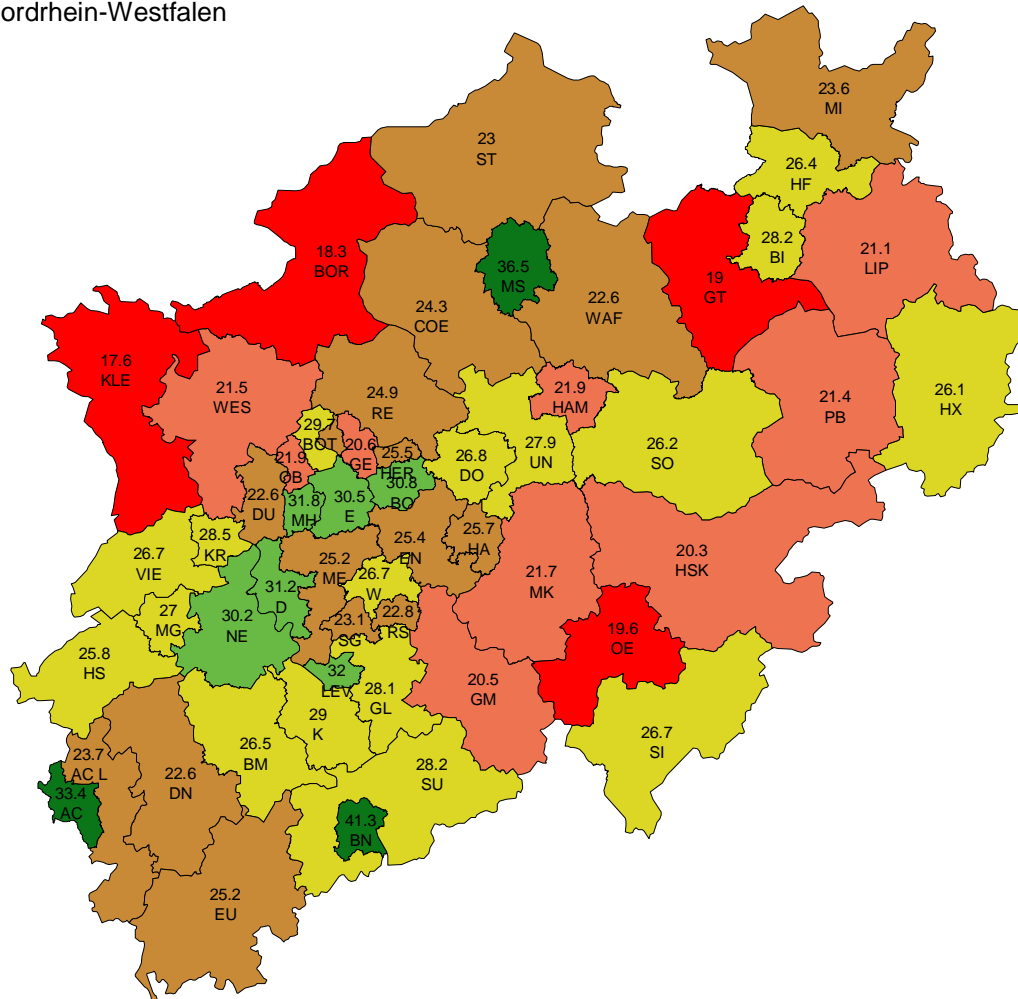 ordrhein-Westfalen
23.6
MI
23
ST
26.4
HF
28.2
BI
21.1
LIP
18.3
BOR
36.5
MS
19
GT
22.6
WAF
24.3
COE
17.6
KLE
21.5
WES
24.9
RE
21.9
HAM
21.4
PB
26.1
HX
29.7
BOT
20.6
GE
25.5
HER
26.8
DO
27.9
UN
26.2
SO
21.9
OB
30.8
BO
22.6
DU
31.8
MH
30.5
E
28.5
KR
25.4
EN
25.7
HA
20.3
HSK
26.7
VIE
25.2
ME
26.7
W
21.7
MK
31.2
D
27
MG
30.2
NE
23.1
SG
22.8
RS
19.6
OE
25.8
HS
32
LEV
28.1
GL
20.5
GM
29
K
26.5
BM
26.7
SI
23.7
AC L
22.6
DN
28.2
SU
33.4
AC
41.3
BN
25.2
EU